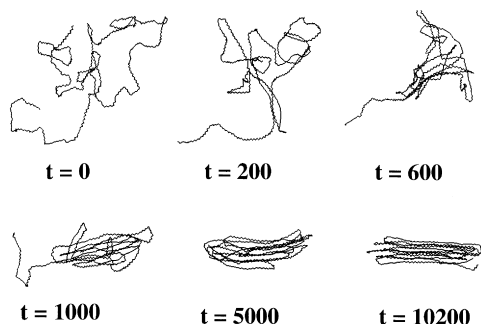 t = 0
t = 200
t = 600
t = 1000
t = 5000
t = 10200